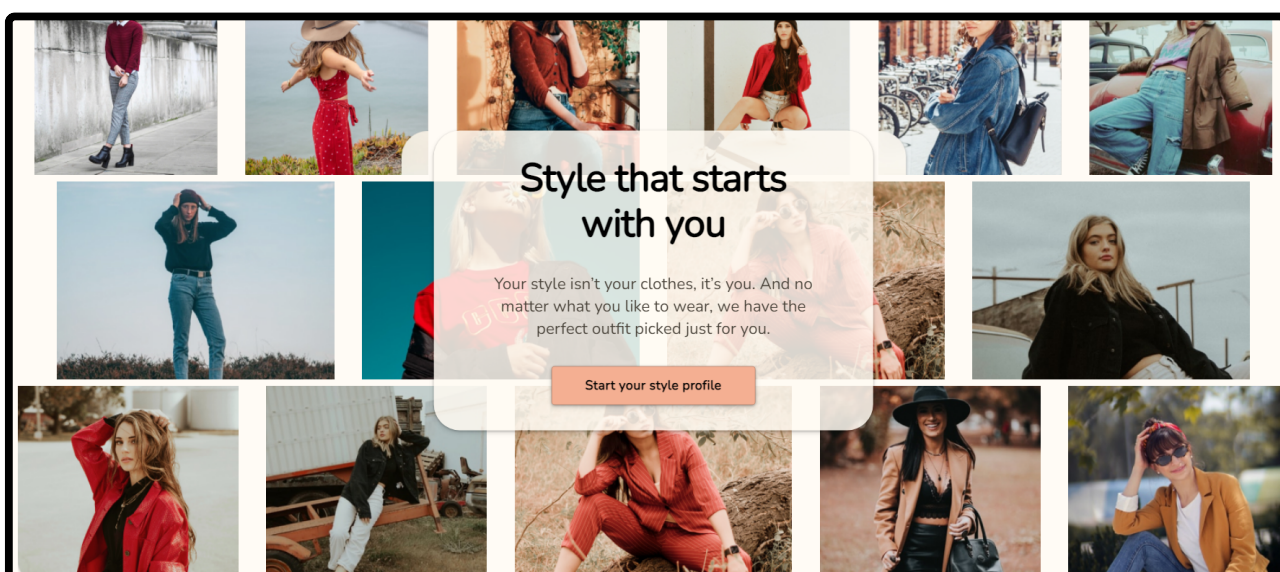 Style that starts
with you
Your style isn’t your clothes, it’s you. And no
matter what you like to wear, we have the
perfect outfit picked just for you.
Start your style profile